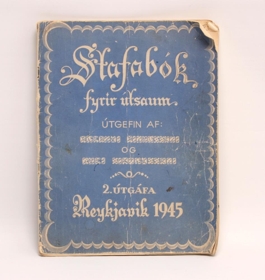 Stafabók
fyrir útsaum.
ÚTGEFIN AF:
OG
2. ÚTGÁFA
Reykjavík 1945